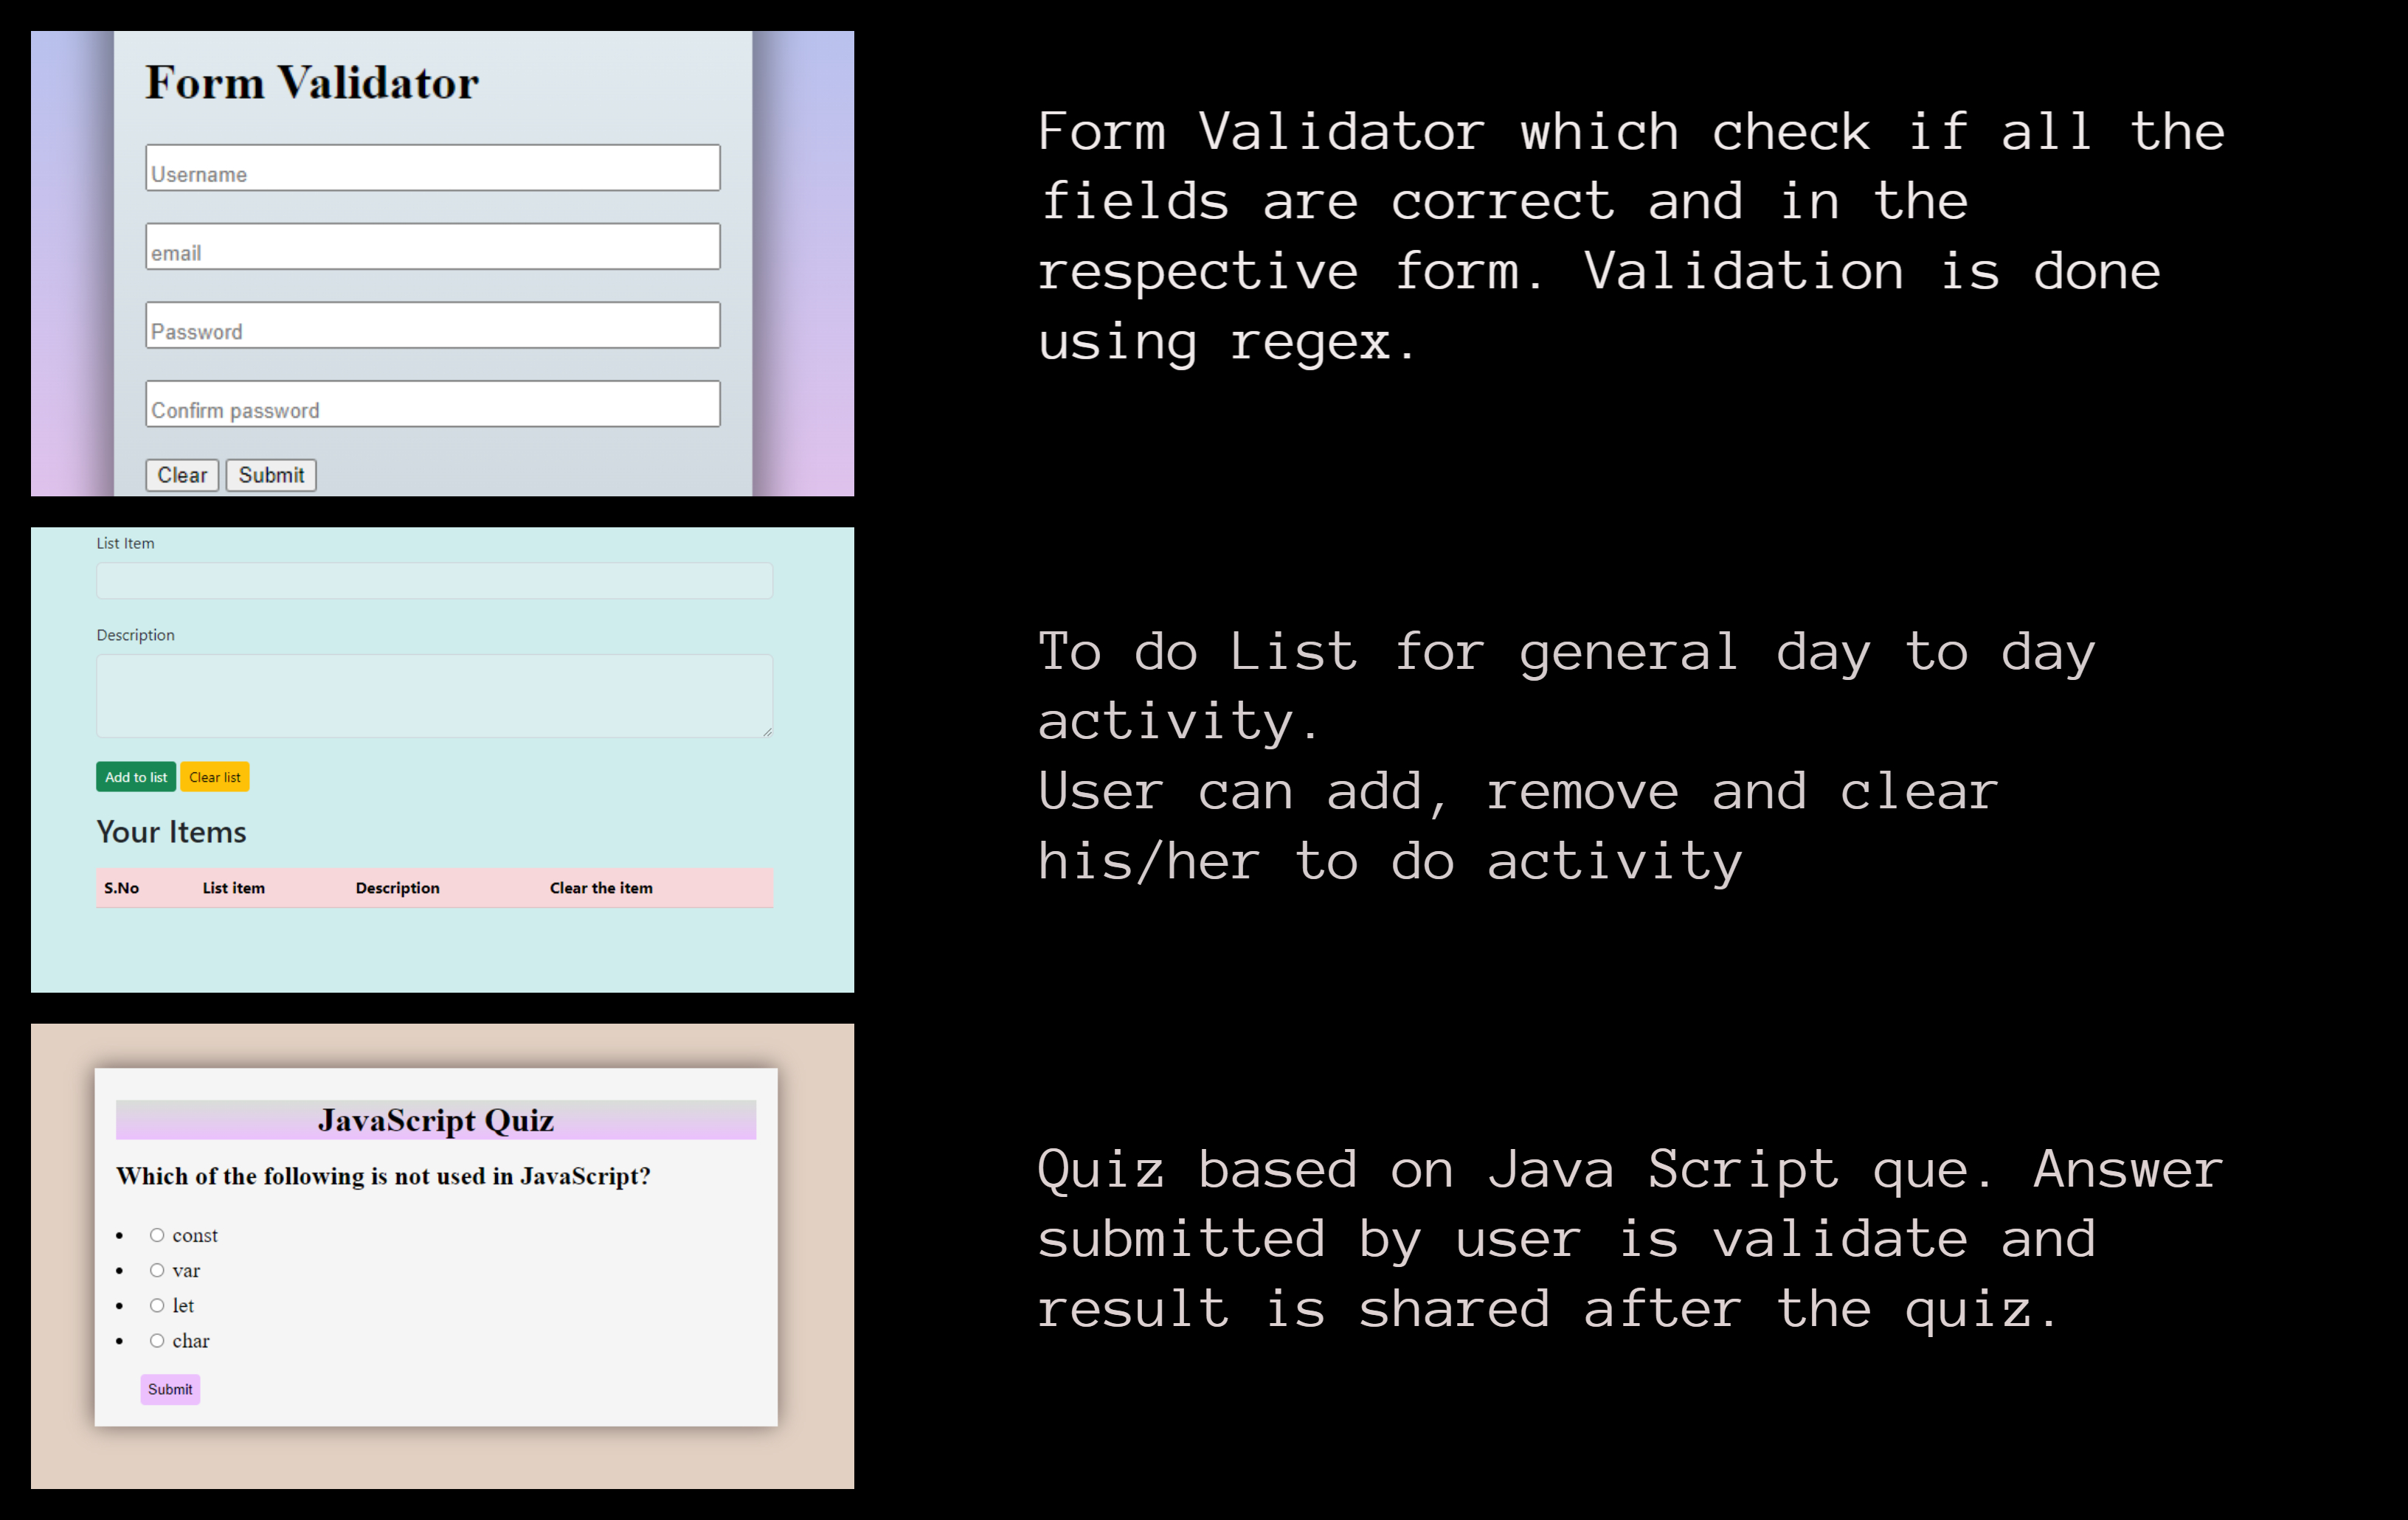 Form Validator
Username
email
Password
Confirm password
Clear Submit
Form Validator which check if all the
fields are correct and in the
respective form. Validation is done
using regex.
List Item
Description
Add to list Clear list
Your Items
S.No List item Description Clear the item
To do List for general day to day
activity.
User can add, remove and clear
his/her to do activity
JavaScript Quiz
Which of the following is not used in JavaScript?
const
var
let
char
Submit
Quiz based on Java Script que. Answer
submitted by user is validate and
result is shared after the quiz.